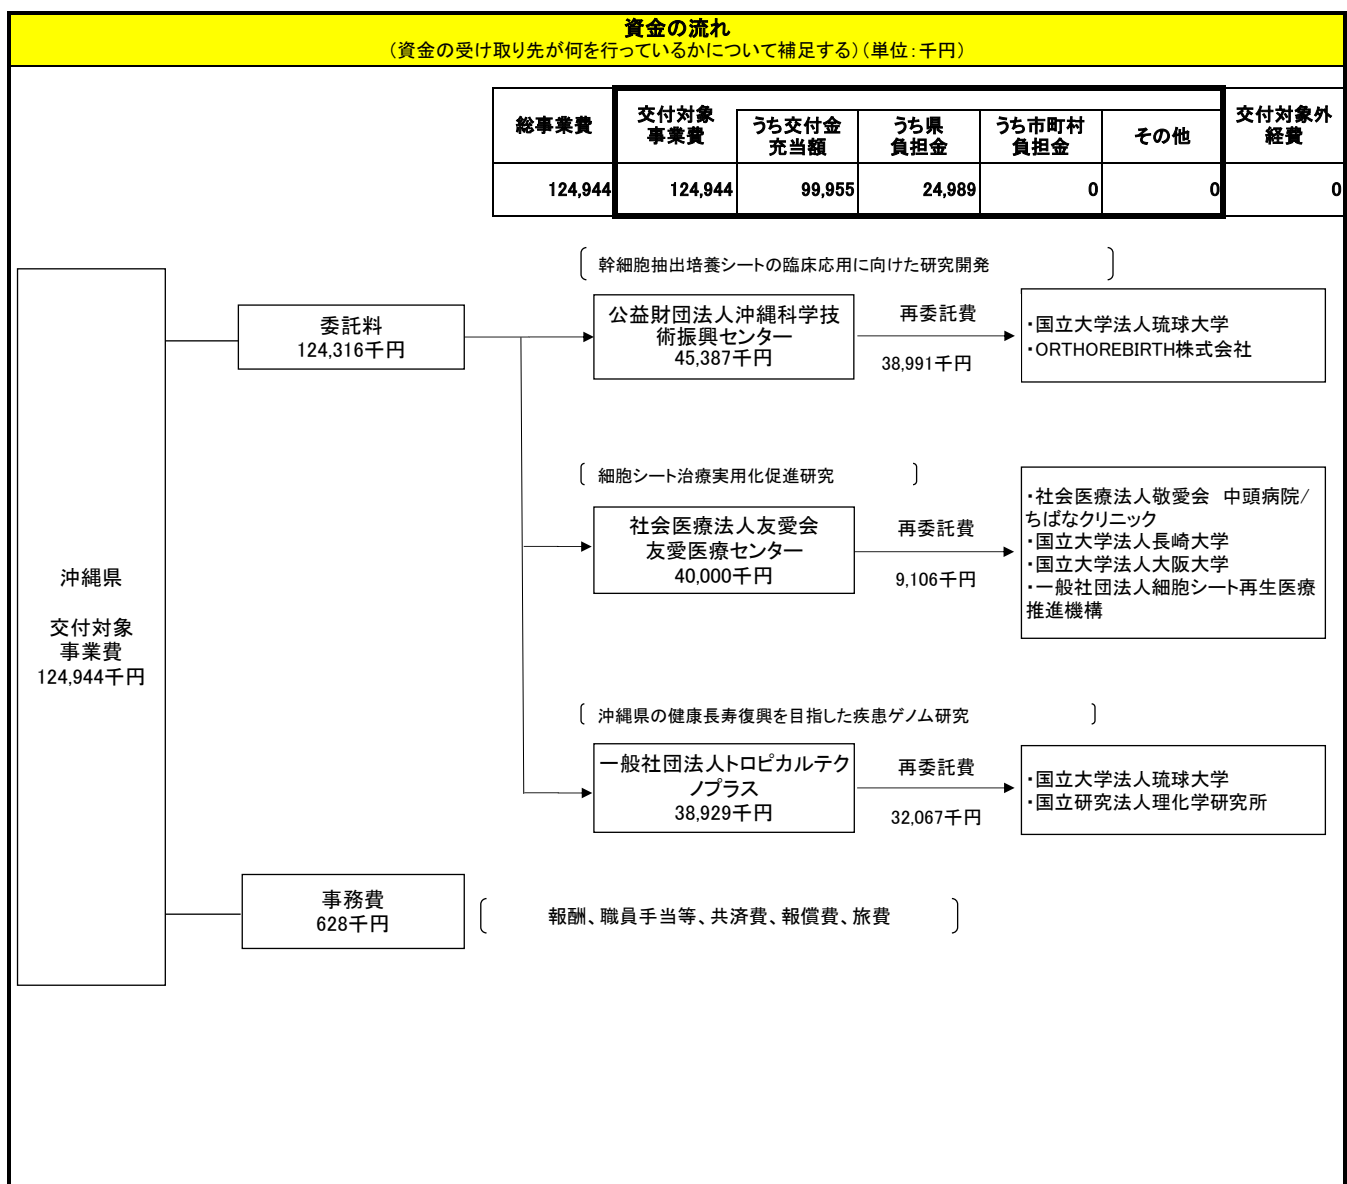 資金の流れ
（資金の受け取り先が何を行っているかについて補足する）（単位：千円）
総事業費
交付対象
事業費
うち交付金
充当額
うち県
負担金
うち市町村
負担金
その他
交付対象外
経費
124,944 124,944 99,955 24,989 0 0 0
沖縄県
交付対象
事業費
124,944千円
委託料
124,316千円
幹細胞抽出培養シートの臨床応用に向けた研究開発
公益財団法人沖縄科学技
術振興センター
45,387千円
再委託費
38,991千円
・国立大学法人琉球大学
・ORTHOREBIRTH株式会社
細胞シート治療実用化促進研究
社会医療法人友愛会
友愛医療センター
40,000千円
再委託費
9,106千円
・社会医療法人敬愛会　中頭病院/
ちばなクリニック
・国立大学法人長崎大学
・国立大学法人大阪大学
・一般社団法人細胞シート再生医療
推進機構
沖縄県の健康長寿復興を目指した疾患ゲノム研究
一般社団法人トロピカルテク
ノプラス
38,929千円
再委託費
32,067千円
・国立大学法人琉球大学
・国立研究法人理化学研究所
事務費
628千円
報酬、職員手当等、共済費、報償費、旅費